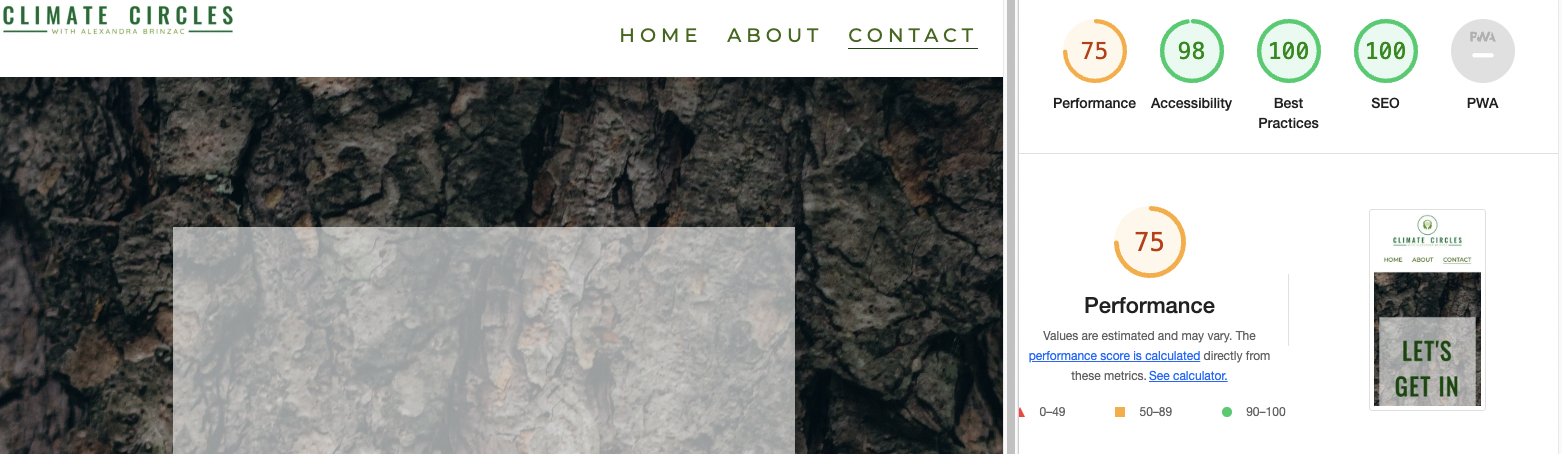 CLIMATE CIRCLES
WITH ALEXANDRA BRINZAC
HOME ABOUT CONTACT
75 98 100 100 PWA
Performance Accessibility Best Practices SEO PWA
75
Performance
Values are estimated and may vary. The
performance score is calculated directly from
these metrics. See calculator.
0–49 50–89 90–100
CLIMATE CIRCLES
HOME ABOUT CONTACT
LET'S
GET IN